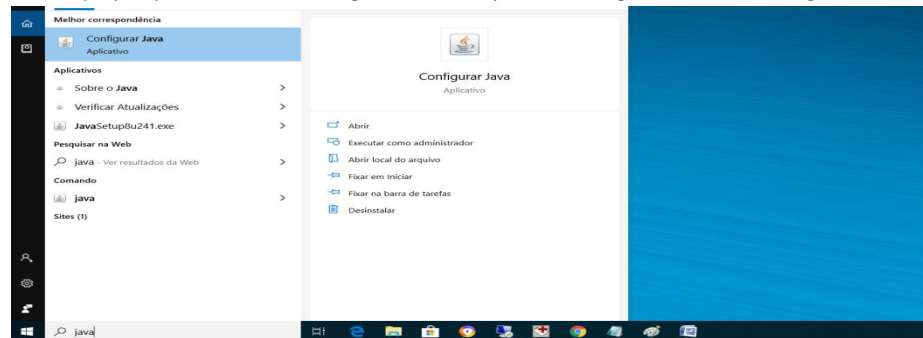 Melhor correspondência
Configurar Java
Aplicativo
Aplicativos
Sobre o Java
Verificar Atualizações
JavaSetup8u241.exe
Pesquisar na Web
java - Ver resultados da Web
Comando
java
Sites (1)
Configurar Java
Aplicativo
Abrir
Executar como administrador
Abrir local do arquivo
Fixar em Iniciar
Fixar na barra de tarefas
Desinstalar
java